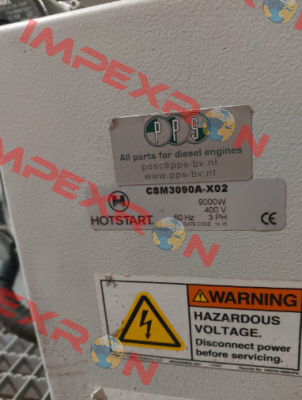 PPS
All parts for diesel engines
post@pps-bv.nl
www.pps-bv.nl
CSM3090A-X02
HOTSTART
9000W
400 V
50 Hz 3 PH
CE
WARNING
HAZARDOUS
VOLTAGE.
Disconnect power
before servicing.
IMPEXRON
IMPEXRON
IMPEXRON